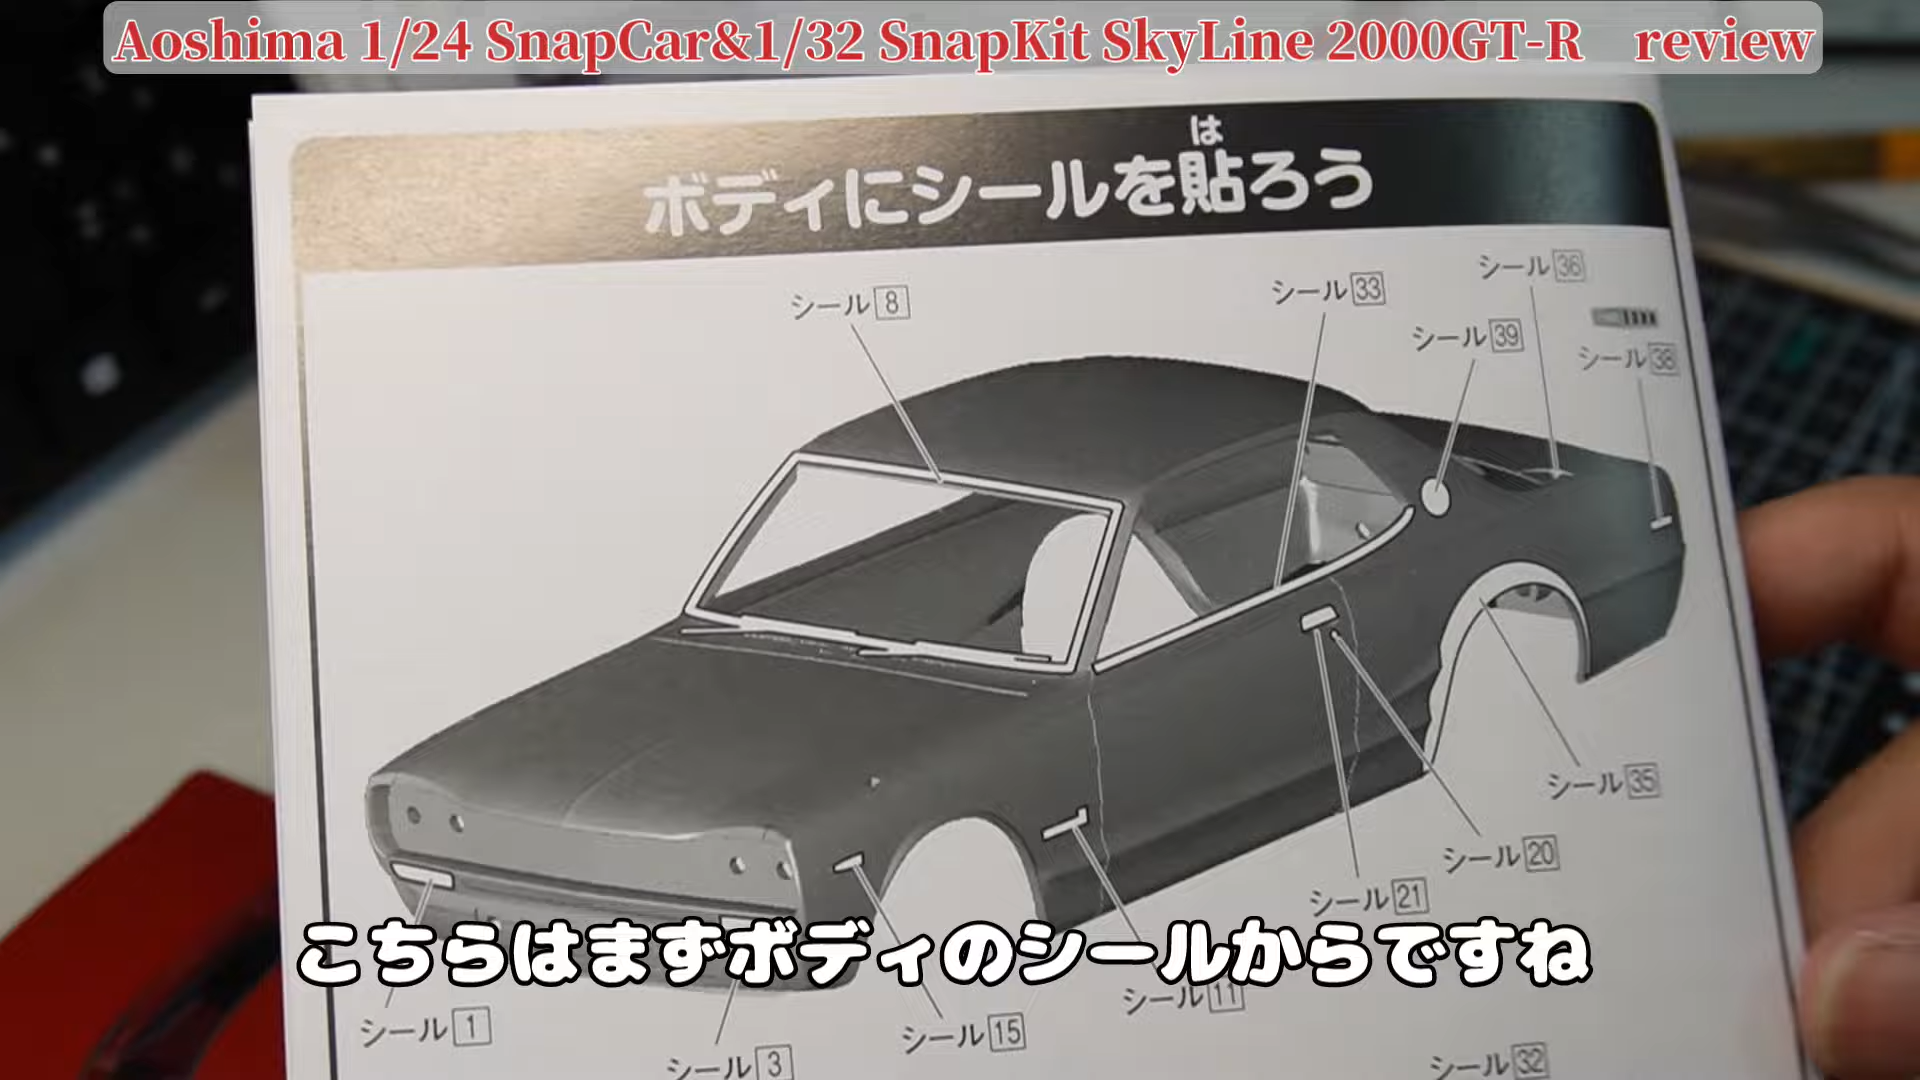 Aoshima 1/24 SnapCar&1/32 SnapKit SkyLine 2000GT-R review
は
ボディにシールを貼ろう
シール36
シール8
シール33
シール39
シール38
シール35
シール20
シール21
こちらはまずボディのシールからですね
シール11
シール1
シール15
シール3
シール32